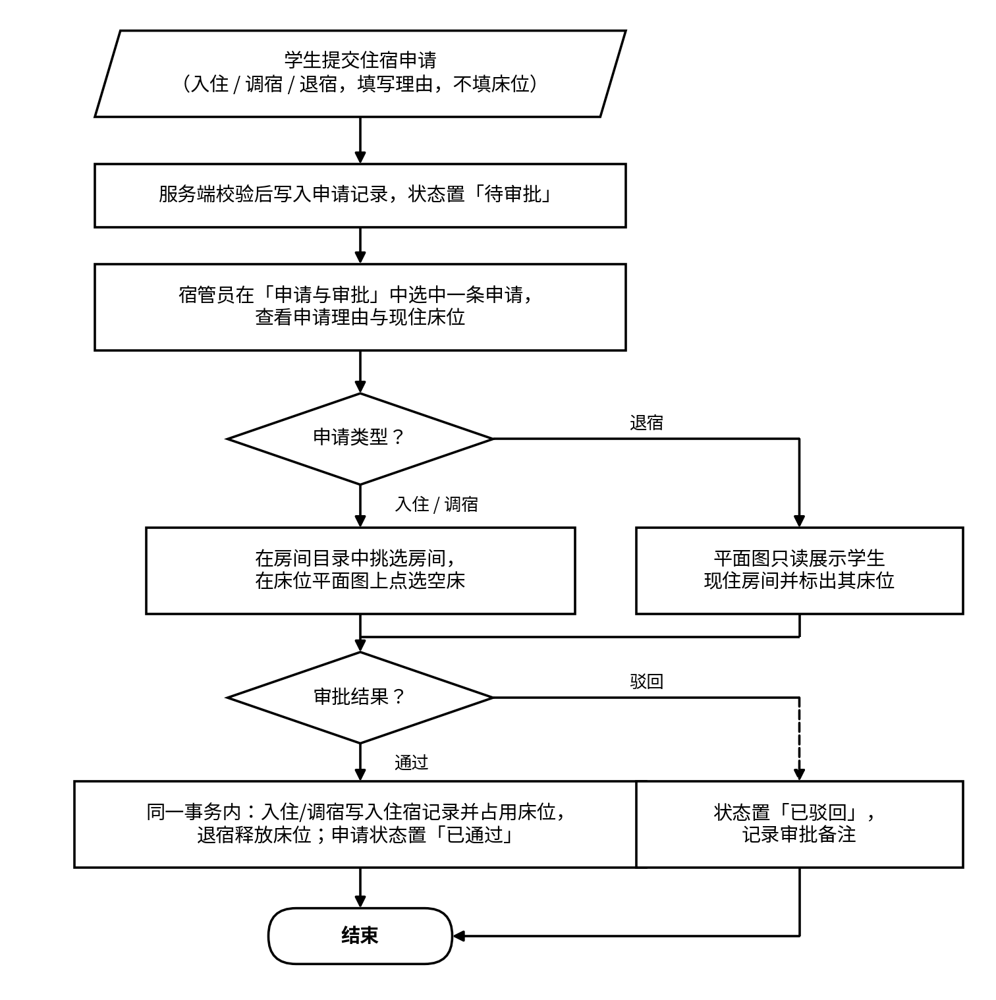 学生提交住宿申请
（入住 / 调宿 / 退宿，填写理由，不填床位）
服务端校验后写入申请记录，状态置「待审批」
宿管员在「申请与审批」中选中一条申请，
查看申请理由与现住床位
申请类型？
退宿
入住 / 调宿
在房间目录中挑选房间，
在床位平面图上点选空床
平面图只读展示学生
现住房间并标出其床位
审批结果？
驳回
通过
同一事务内：入住/调宿写入住宿记录并占用床位，
退宿释放床位；申请状态置「已通过」
状态置「已驳回」，
记录审批备注
结束